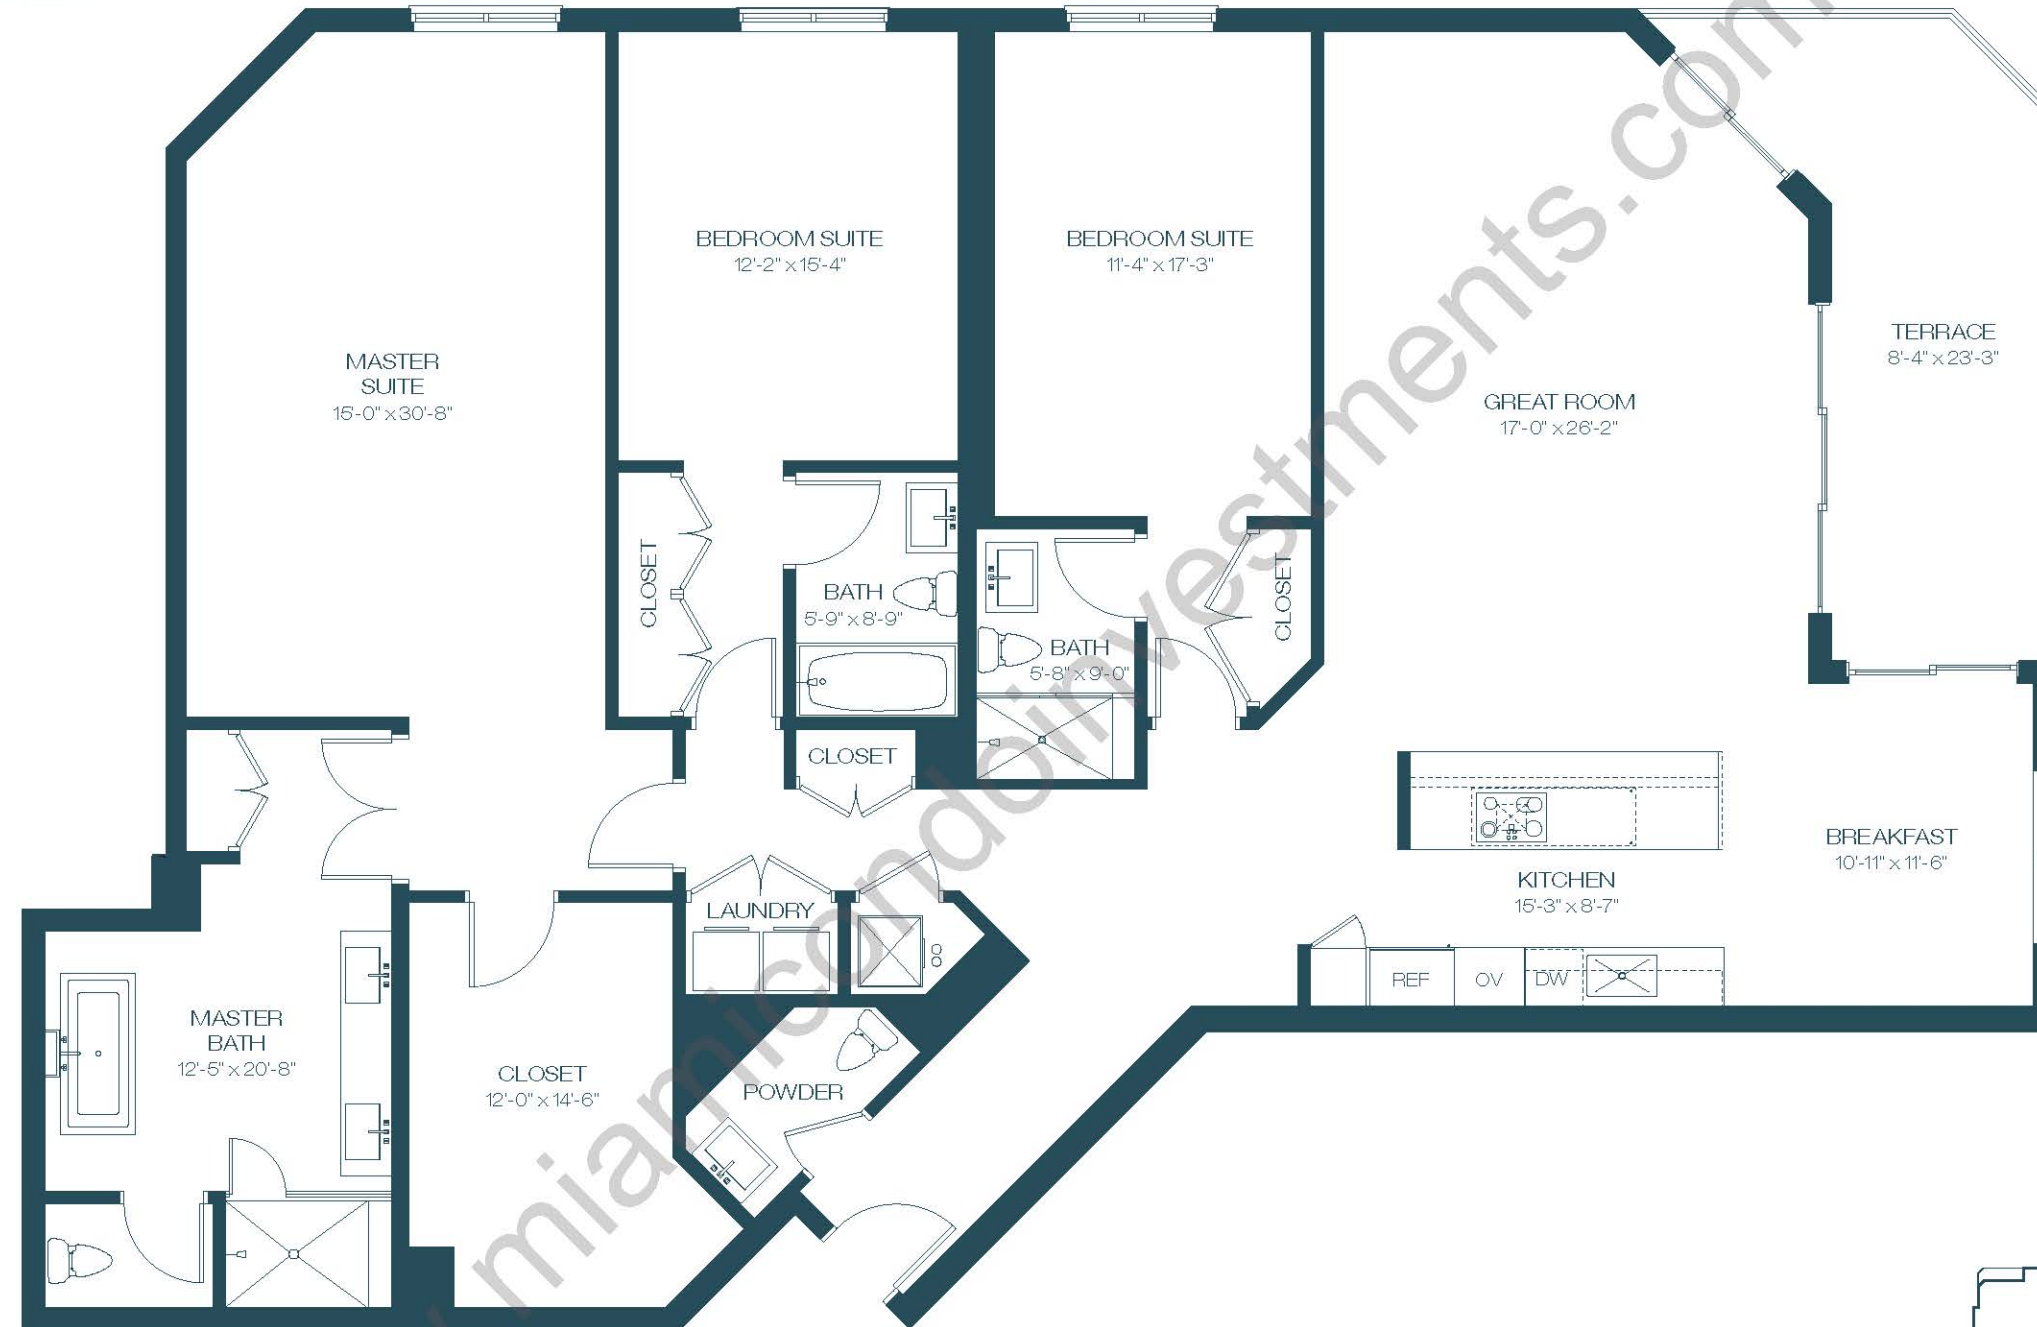 BEDROOM SUITE
12'-2" x 15'-4"
BEDROOM SUITE
11'-4" x 17'-3"
MASTER
SUITE
15'-0" x 30'-8"
GREAT ROOM
17'-0" x 26'-2"
TERRACE
8'-4" x 23'-3"
CLOSET
BATH
5'-9" x 8'-9"
BATH
5'-8" x 9'-0"
CLOSET
CLOSET
BREAKFAST
10'-11" x 11'-6"
KITCHEN
15'-3" x 8'-7"
REF
OV
DW
LAUNDRY
MASTER
BATH
12'-5" x 20'-8"
CLOSET
12'-0" x 14'-6"
POWDER
miamicondoinvestments.com